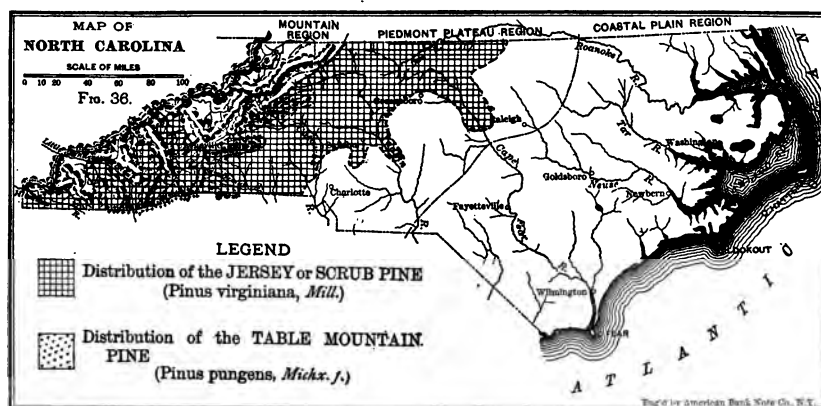 MAP OF
NORTH CAROLINA
SCALE OF MILES
0 10 20 40 60 80 100
FIG. 36.
MOUNTAIN
REGION
PIEDMONT PLATEAU REGION
COASTAL PLAIN REGION
Roanoke R.
Raleigh
Tar R.
Washington
Charlotte
Goldsboro
Neuse R.
Newbern
Fayetteville
Cape Fear R.
LOOKOUT
Wilmington
FEAR
ATLANTIC
LEGEND
Distribution of the JERSEY or SCRUB PINE
(Pinus virginiana, Mill.)
Distribution of the TABLE MOUNTAIN
PINE
(Pinus pungens, Michx. f.)
Eng'd by American Bank Note Co. N.Y.